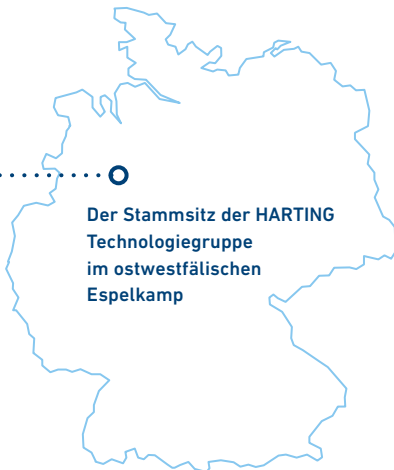 Der Stammsitz der HARTING
Technologiegruppe
im ostwestfälischen
Espelkamp